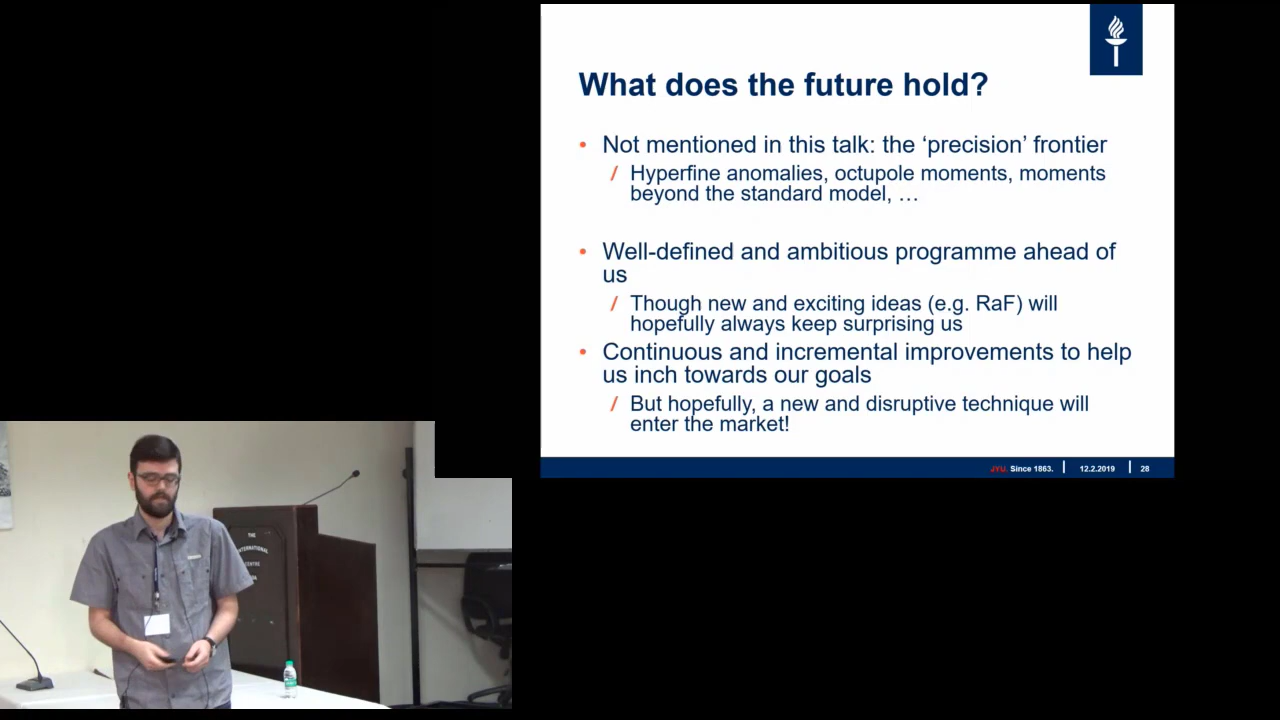 What does the future hold?
• Not mentioned in this talk: the ‘precision’ frontier
/ Hyperfine anomalies, octupole moments, moments
beyond the standard model, …
• Well-defined and ambitious programme ahead of
us
/ Though new and exciting ideas (e.g. RaF) will
hopefully always keep surprising us
• Continuous and incremental improvements to help
us inch towards our goals
/ But hopefully, a new and disruptive technique will
enter the market!
JYU. Since 1863. 12.2.2019 28
THE
INTERNATIONAL
CENTRE